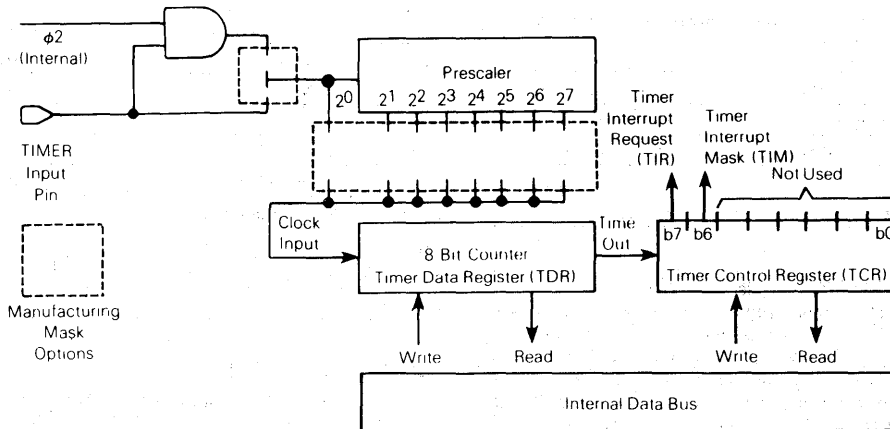 ϕ2
(Internal)
TIMER
Input
Pin
Manufacturing
Mask
Options
Prescaler
2⁰ 2¹ 2² 2³ 2⁴ 2⁵ 2⁶ 2⁷
Clock
Input
8 Bit Counter
Timer Data Register (TDR)
Time
Out
Timer
Interrupt
Request
(TIR)
Timer
Interrupt
Mask (TIM)
Not Used
b7 b6 b0
Timer Control Register (TCR)
Write Read Write Read
Internal Data Bus